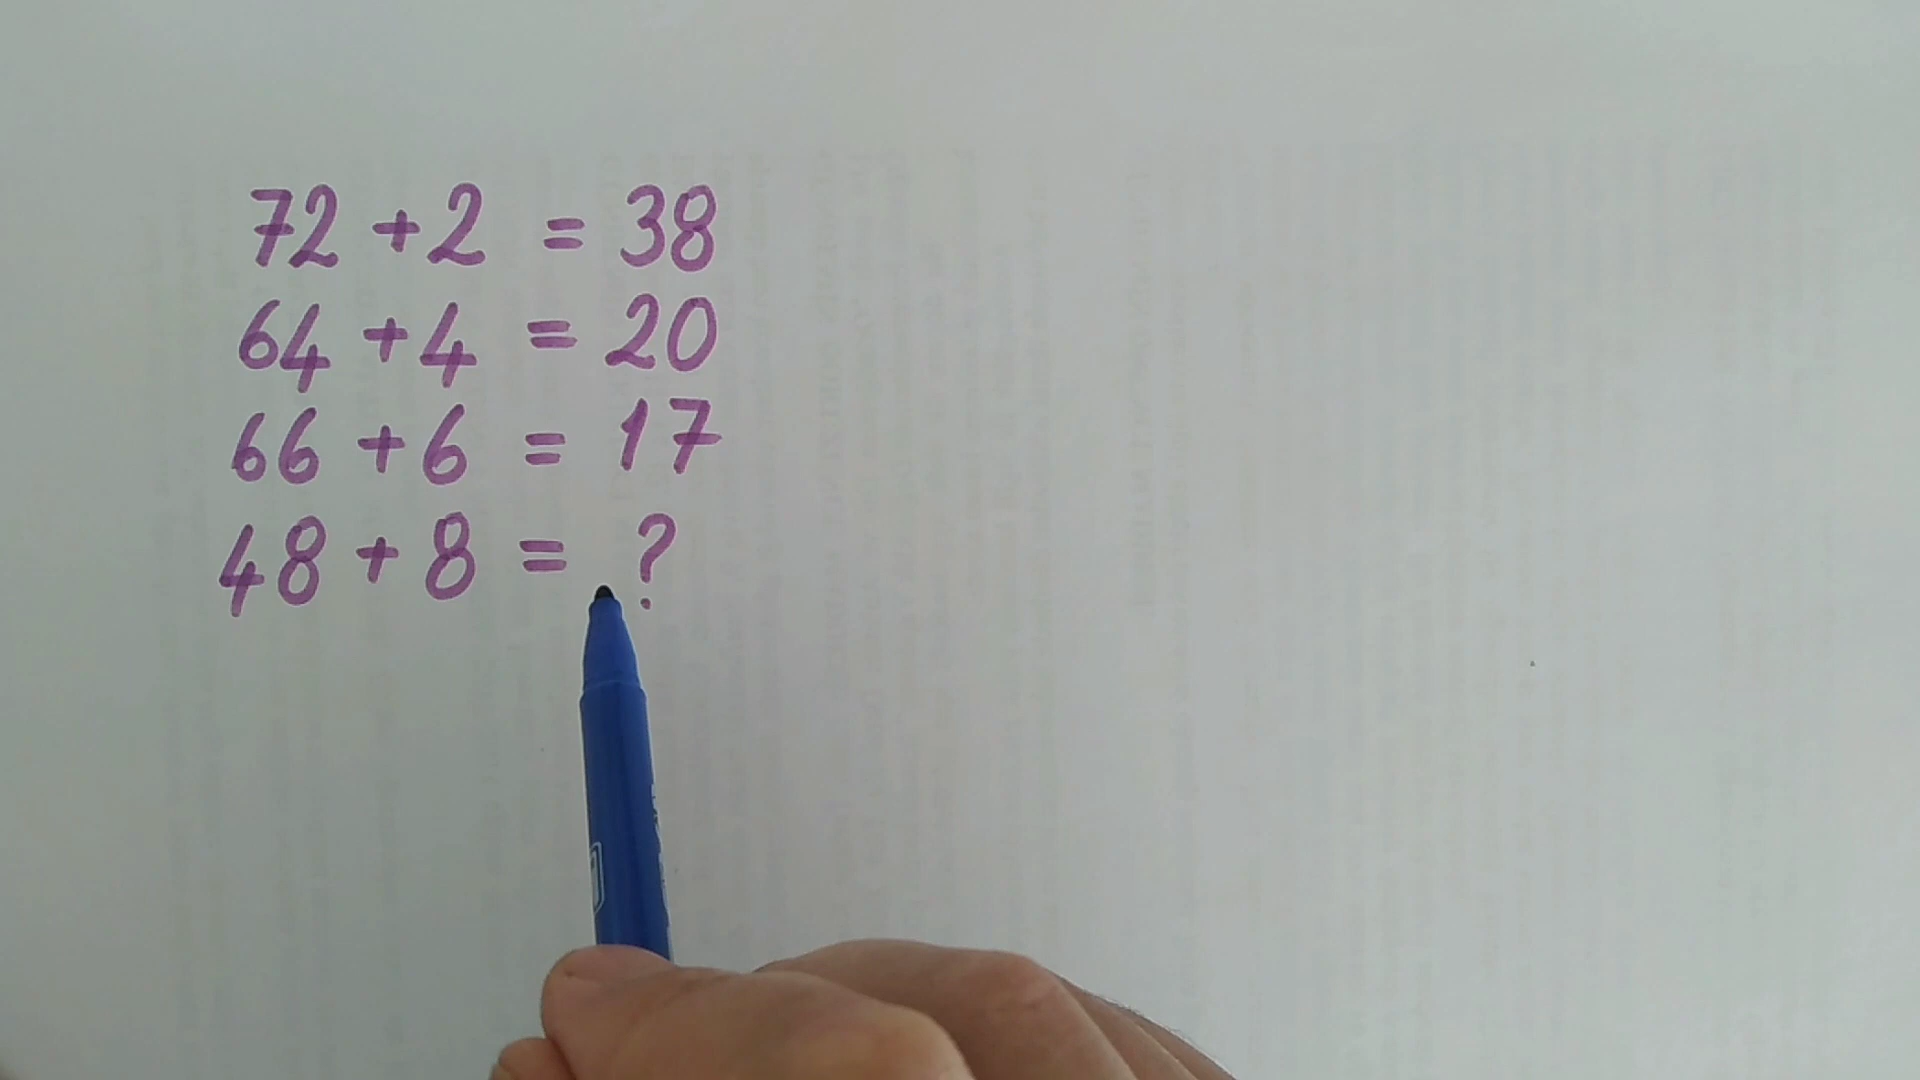 72 + 2 = 38
64 + 4 = 20
66 + 6 = 17
48 + 8 = ?